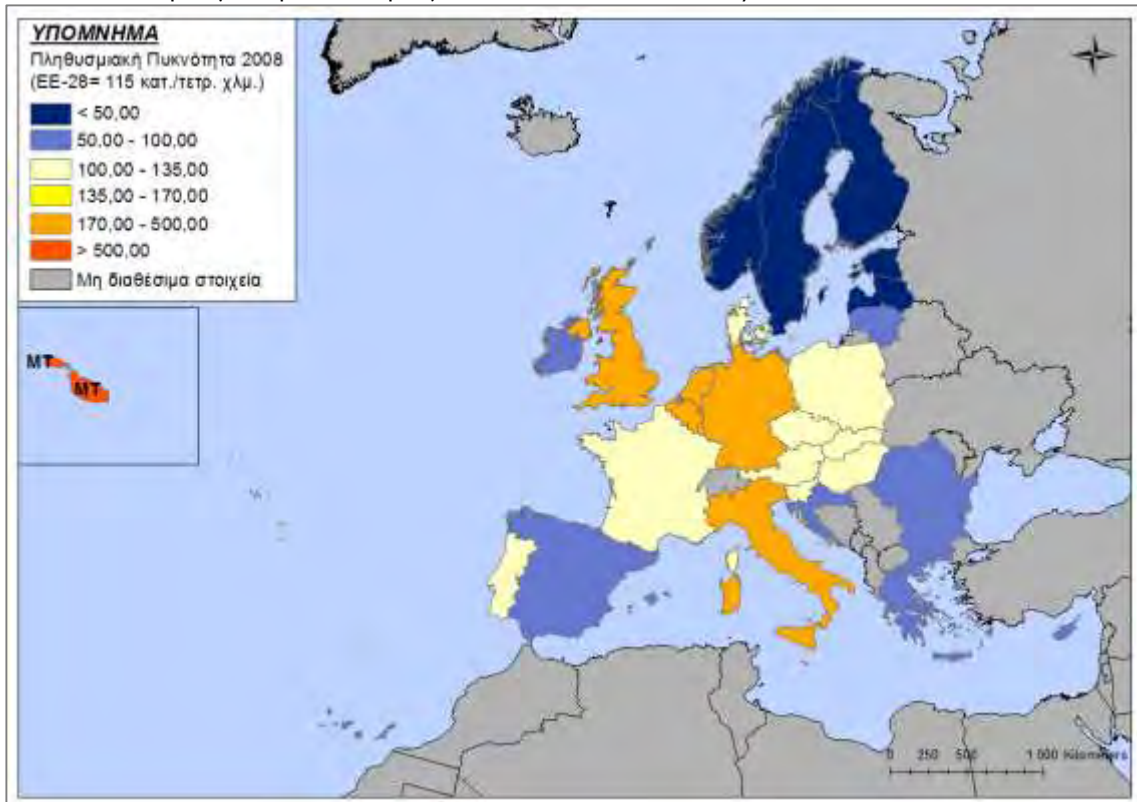 ΥΠΟΜΝΗΜΑ
Πληθυσμιακή Πυκνότητα 2008
(ΕΕ-28= 115 κατ./τετρ. χλμ.)
< 50,00
50,00 - 100,00
100,00 - 135,00
135,00 - 170,00
170,00 - 500,00
> 500,00
Μη διαθέσιμα στοιχεία
MT
MT
0 250 500 1 000 Kilometers